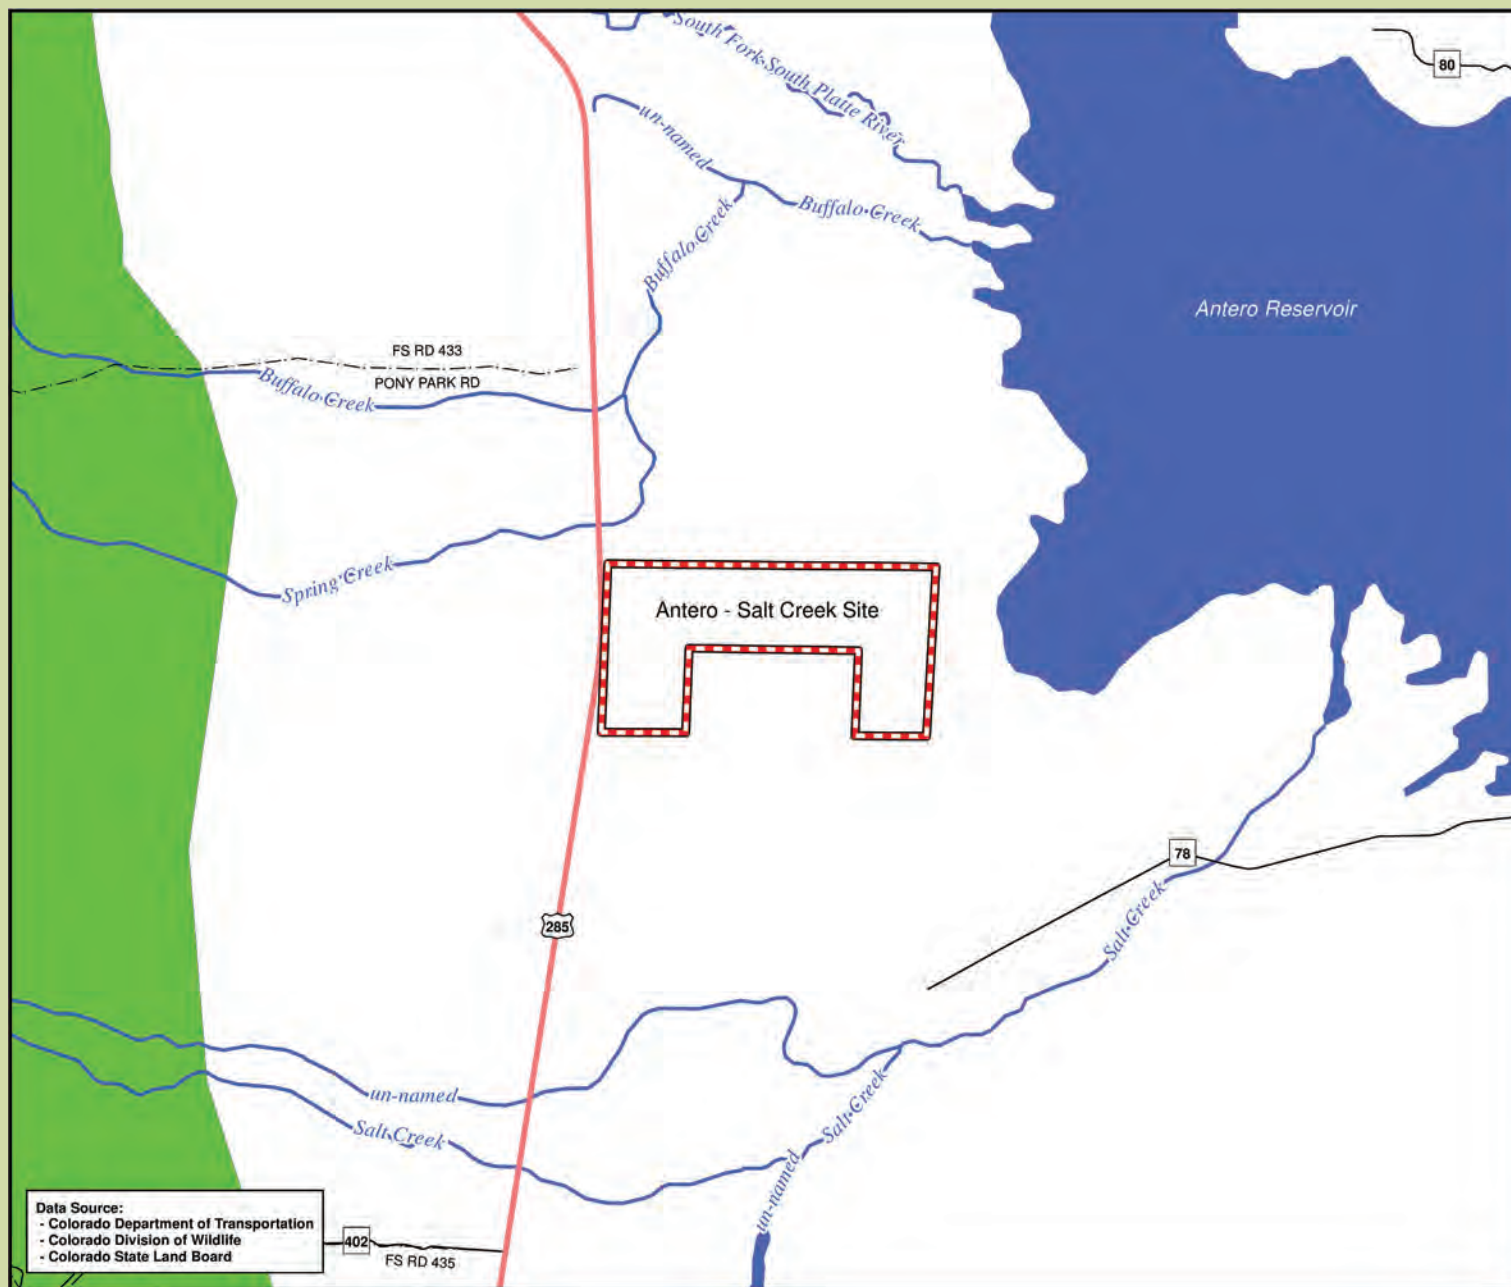 South Fork South Platte River
80
un-named
Buffalo Creek
Buffalo Creek
Antero Reservoir
FS RD 433
PONY PARK RD
Buffalo Creek
Spring Creek
Antero - Salt Creek Site
78
Salt Creek
285
un-named
Salt Creek
Salt Creek
un-named
Data Source:
- Colorado Department of Transportation
- Colorado Division of Wildlife
- Colorado State Land Board
402
FS RD 435